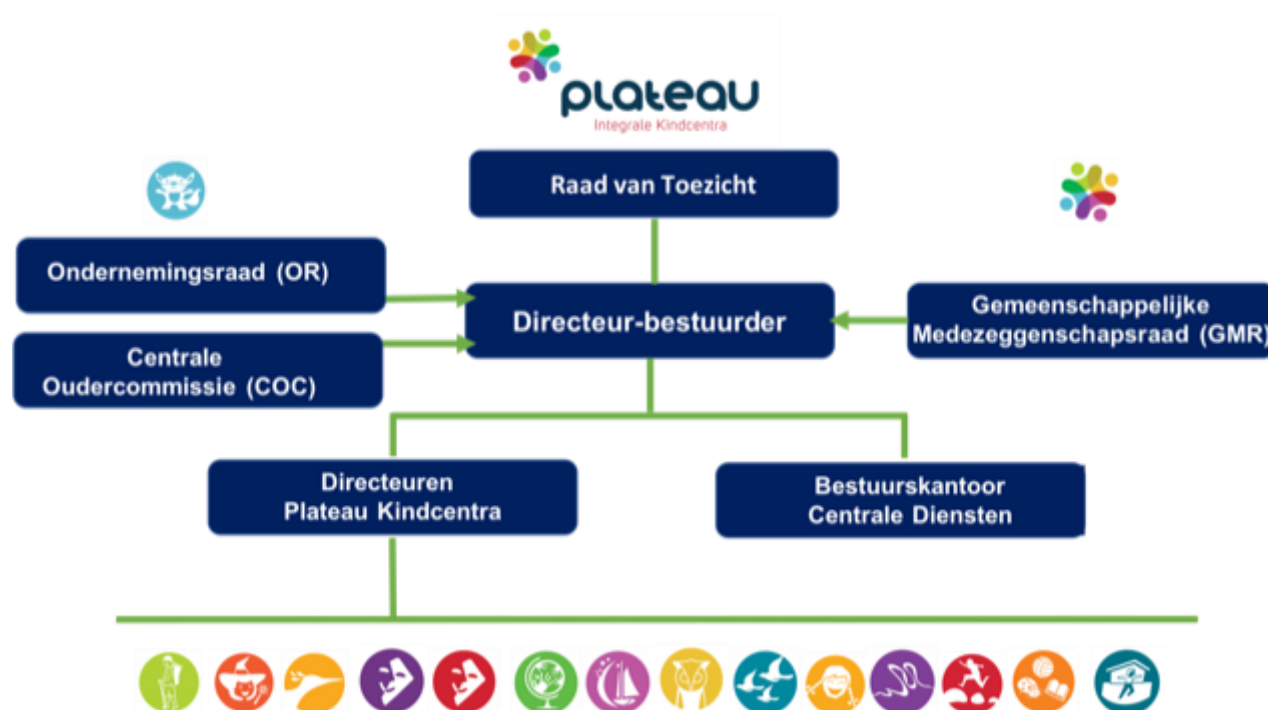 plateau
Integrale Kindcentra
Raad van Toezicht
Ondernemingsraad (OR)
Centrale
Oudercommissie (COC)
Directeur-bestuurder
Gemeenschappelijke
Medezeggenschapsraad (GMR)
Directeuren
Plateau Kindcentra
Bestuurskantoor
Centrale Diensten